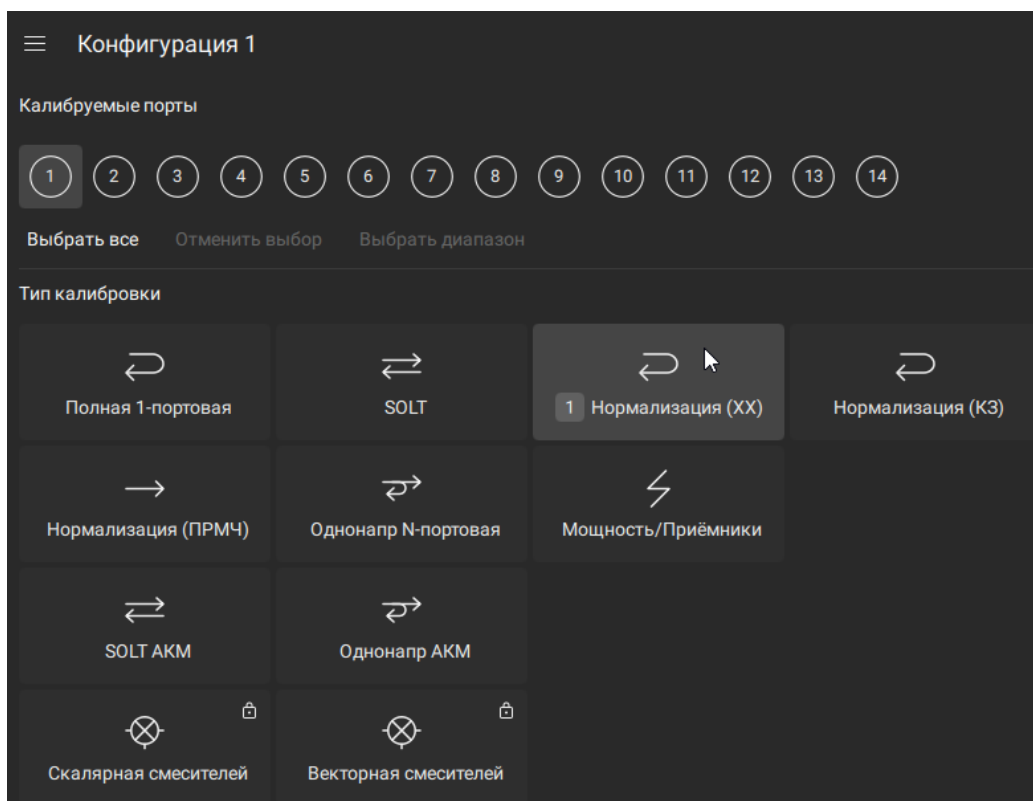 Конфигурация 1
Калибруемые порты
1 2 3 4 5 6 7 8 9 10 11 12 13 14
Выбрать все Отменить выбор Выбрать диапазон
Тип калибровки
Полная 1-портовая SOLT 1 Нормализация (ХХ) Нормализация (КЗ)
Нормализация (ПРМЧ) Однонапр N-портовая Мощность/Приёмники
SOLT АКМ Однонапр АКМ
Скалярная смесителей Векторная смесителей